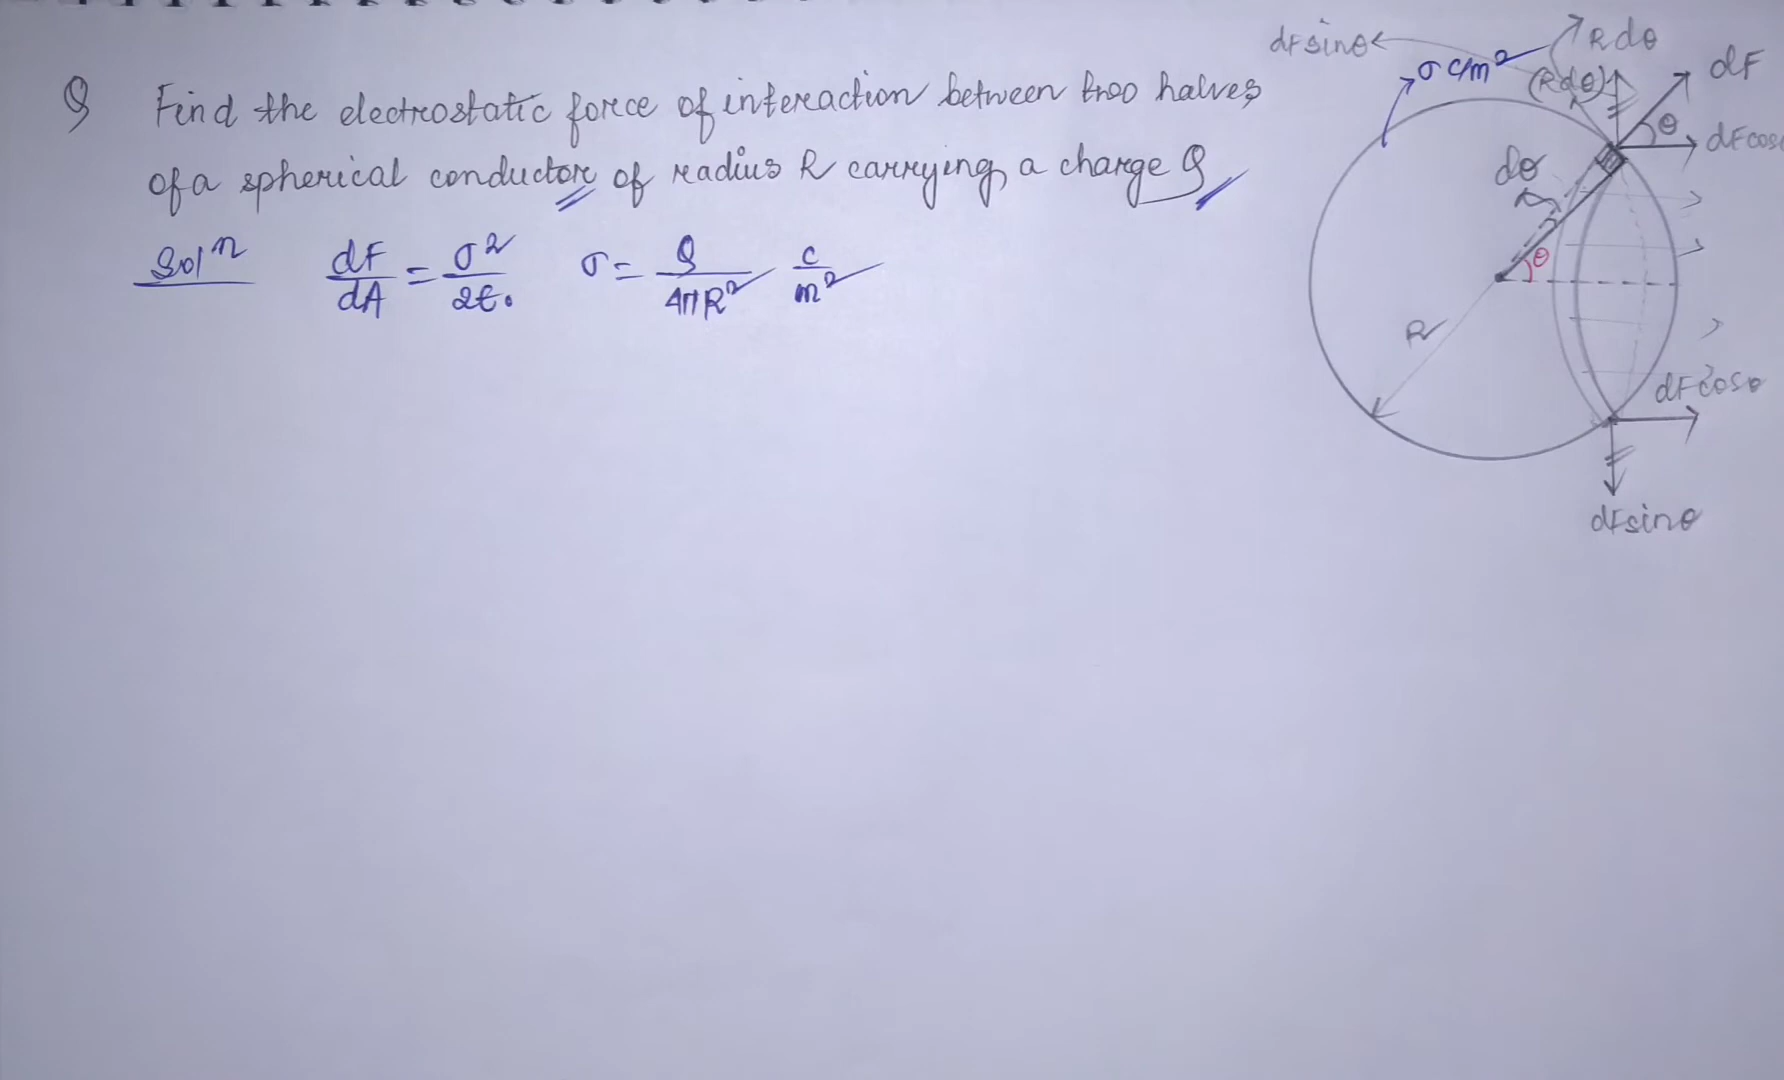 Q Find the electrostatic force of interaction between two halves
of a spherical conductor of radius R carrying a charge Q
Solⁿ dF/dA = σ²/2ε₀ σ = Q/4πR² C/m²
dFsinθ
σ C/m²
Rdθ
(Rdθ)
dF
θ
dFcosθ
dθ
θ
R
dFcosθ
dFsinθ